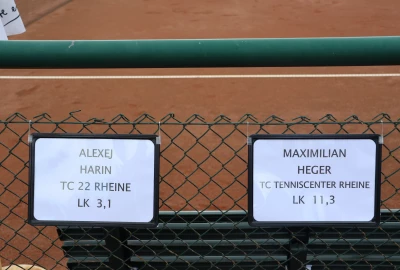 ALEXEJ
HARIN
TC 22 RHEINE
LK 3,1
MAXIMILIAN
HEGER
TC TENNISCENTER RHEINE
LK 11,3